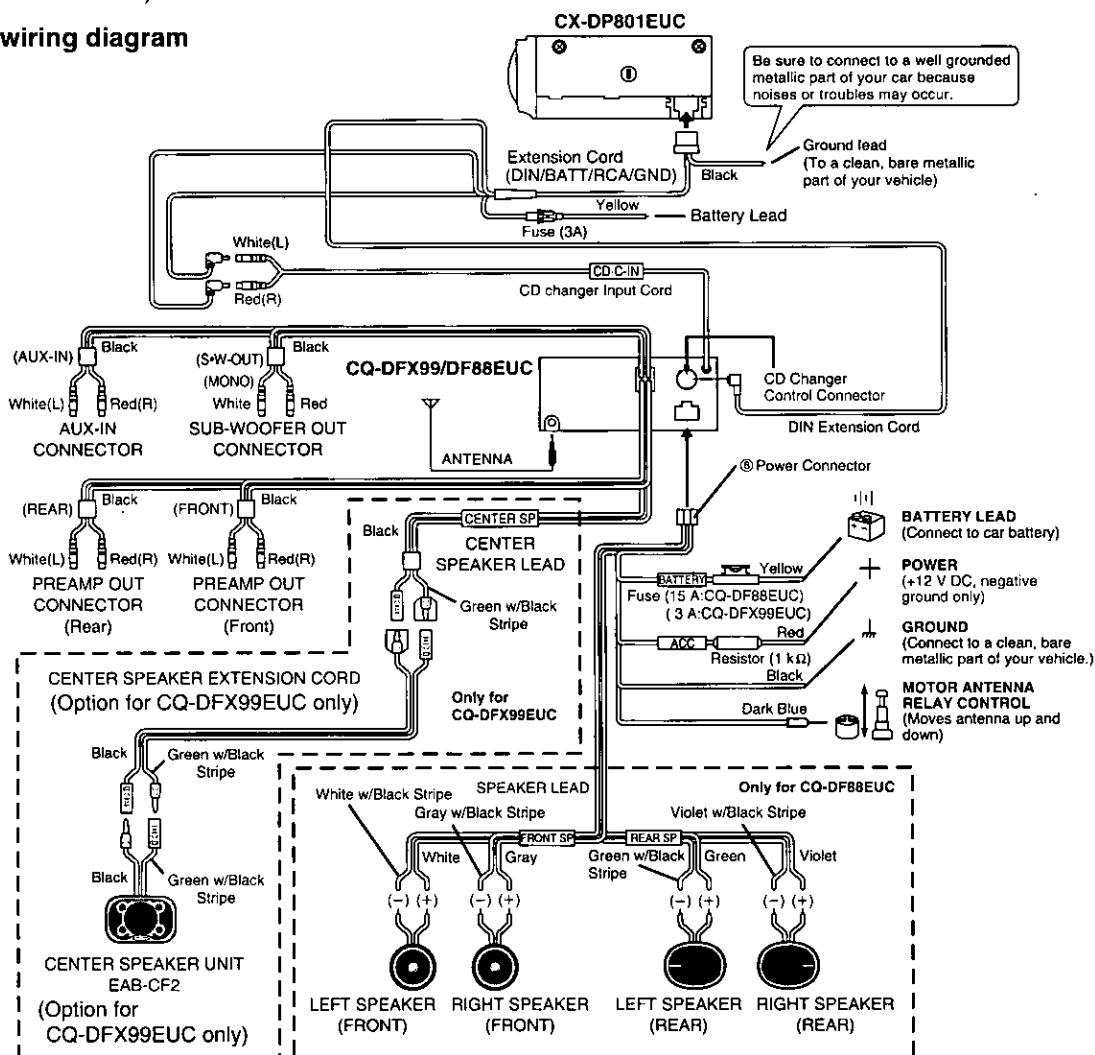 CX-DP801EUC
wiring diagram
Be sure to connect to a well grounded
metallic part of your car because
noises or troubles may occur.
Ground lead
(To a clean, bare metallic
part of your vehicle)
Extension Cord
(DIN/BATT/RCA/GND)
Black
Yellow
Battery Lead
Fuse (3A)
White(L)
Red(R)
CD·C-IN
CD changer Input Cord
(AUX-IN)
Black
White(L)
Red(R)
AUX-IN
CONNECTOR
(S•W-OUT)
(MONO)
Black
White
Red
SUB-WOOFER OUT
CONNECTOR
CQ-DFX99/DF88EUC
ANTENNA
CD Changer
Control Connector
DIN Extension Cord
(REAR)
Black
White(L)
Red(R)
PREAMP OUT
CONNECTOR
(Rear)
(FRONT)
Black
White(L)
Red(R)
PREAMP OUT
CONNECTOR
(Front)
Black
CENTER SP
CENTER
SPEAKER LEAD
Green w/Black
Stripe
⑥ Power Connector
BATTERY
Yellow
Fuse (15 A:CQ-DF88EUC)
( 3 A:CQ-DFX99EUC)
ACC
Red
Resistor (1 kΩ)
Black
Dark Blue
BATTERY LEAD
(Connect to car battery)
POWER
(+12 V DC, negative
ground only)
GROUND
(Connect to a clean, bare
metallic part of your vehicle.)
MOTOR ANTENNA
RELAY CONTROL
(Moves antenna up and
down)
CENTER SPEAKER EXTENSION CORD
(Option for CQ-DFX99EUC only)
Only for
CQ-DFX99EUC
Black
Green w/Black
Stripe
Black
Green w/Black
Stripe
CENTER SPEAKER UNIT
EAB-CF2
(Option for
CQ-DFX99EUC only)
SPEAKER LEAD
Only for CQ-DF88EUC
White w/Black Stripe
Gray w/Black Stripe
Violet w/Black Stripe
FRONT SP
REAR SP
White
Gray
Green w/Black
Stripe
Green
Violet
(−) (+)
(−) (+)
(−) (+)
(−) (+)
LEFT SPEAKER
(FRONT)
RIGHT SPEAKER
(FRONT)
LEFT SPEAKER
(REAR)
RIGHT SPEAKER
(REAR)